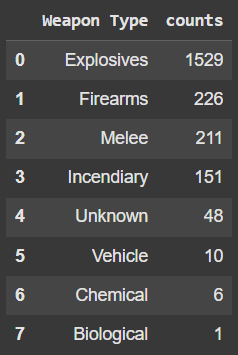 Weapon Type counts
0 Explosives 1529
1 Firearms 226
2 Melee 211
3 Incendiary 151
4 Unknown 48
5 Vehicle 10
6 Chemical 6
7 Biological 1